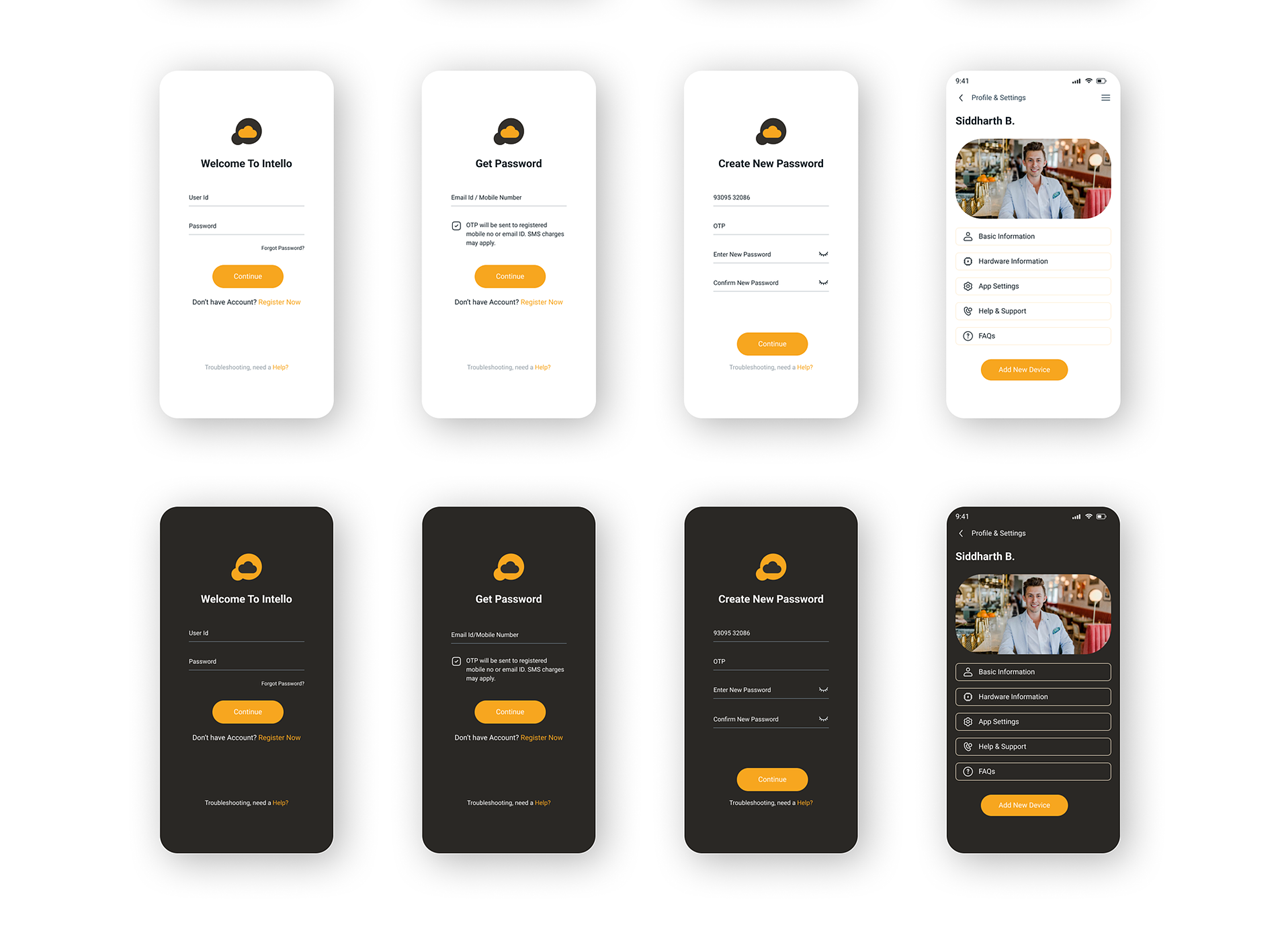 Welcome To Intello
User Id
Password
Forgot Password?
Continue
Don't have Account? Register Now
Troubleshooting, need a Help?
Get Password
Email Id / Mobile Number
OTP will be sent to registered
mobile no or email ID. SMS charges
may apply.
Continue
Don't have Account? Register Now
Troubleshooting, need a Help?
Create New Password
93095 32086
OTP
Enter New Password
Confirm New Password
Continue
Troubleshooting, need a Help?
9:41
Profile & Settings
Siddharth B.
Basic Information
Hardware Information
App Settings
Help & Support
FAQs
Add New Device
Welcome To Intello
User Id
Password
Forgot Password?
Continue
Don't have Account? Register Now
Troubleshooting, need a Help?
Get Password
Email Id/Mobile Number
OTP will be sent to registered
mobile no or email ID. SMS charges
may apply.
Continue
Don't have Account? Register Now
Troubleshooting, need a Help?
Create New Password
93095 32086
OTP
Enter New Password
Confirm New Password
Continue
Troubleshooting, need a Help?
9:41
Profile & Settings
Siddharth B.
Basic Information
Hardware Information
App Settings
Help & Support
FAQs
Add New Device